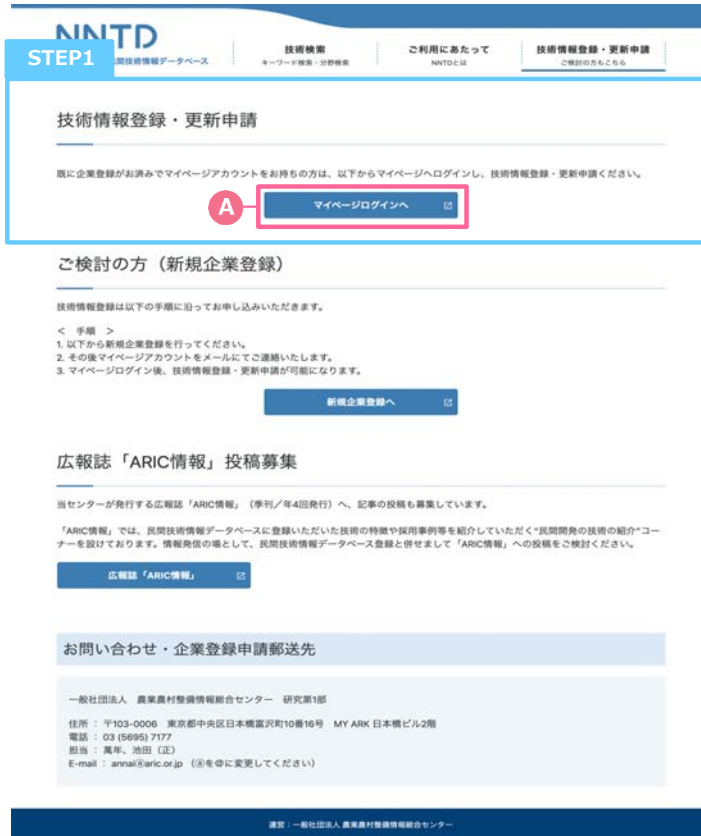 NNTD
STEP1
間技術情報データベース
技術検索
キーワード検索・分野検索
ご利用にあたって
NNTDとは
技術情報登録・更新申請
ご検討の方もこちら
技術情報登録・更新申請
既に企業登録がお済みでマイページアカウントをお持ちの方は、以下からマイページへログインし、技術情報登録・更新申請ください。
A
マイページログインへ
ご検討の方（新規企業登録）
技術情報登録は以下の手順に沿ってお申し込みいただきます。
＜　手順　＞
1. 以下から新規企業登録を行ってください。
2. その後マイページアカウントをメールにてご連絡いたします。
3. マイページログイン後、技術情報登録・更新申請が可能になります。
新規企業登録へ
広報誌「ARIC情報」投稿募集
当センターが発行する広報誌「ARIC情報」（季刊／年4回発行）へ、記事の投稿も募集しています。
「ARIC情報」では、民間技術情報データベースに登録いただいた技術の特徴や採用事例等を紹介していただく“民間開発の技術の紹介”コー
ナーを設けております。情報発信の場として、民間技術情報データベース登録と併せまして「ARIC情報」への投稿をご検討ください。
広報誌「ARIC情報」
お問い合わせ・企業登録申請郵送先
一般社団法人　農業農村整備情報総合センター　研究第1部
住所 ： 〒103-0006　東京都中央区日本橋富沢町10番16号　MY ARK 日本橋ビル2階
電話 ： 03 (5695) 7177
担当 ： 萬年、池田（正）
E-mail ： annaiⓐaric.or.jp （ⓐを@に変更してください）
運営：一般社団法人 農業農村整備情報総合センター